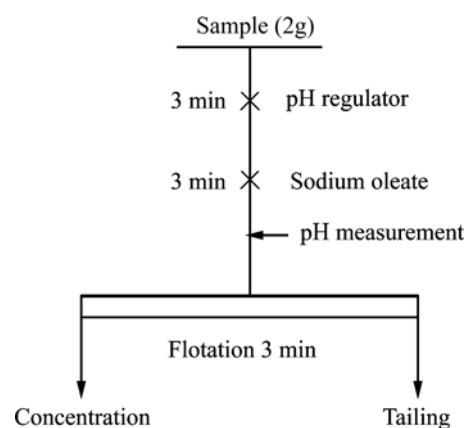 Sample (2g)
3 min pH regulator
3 min Sodium oleate
pH measurement
Flotation 3 min
Concentration Tailing